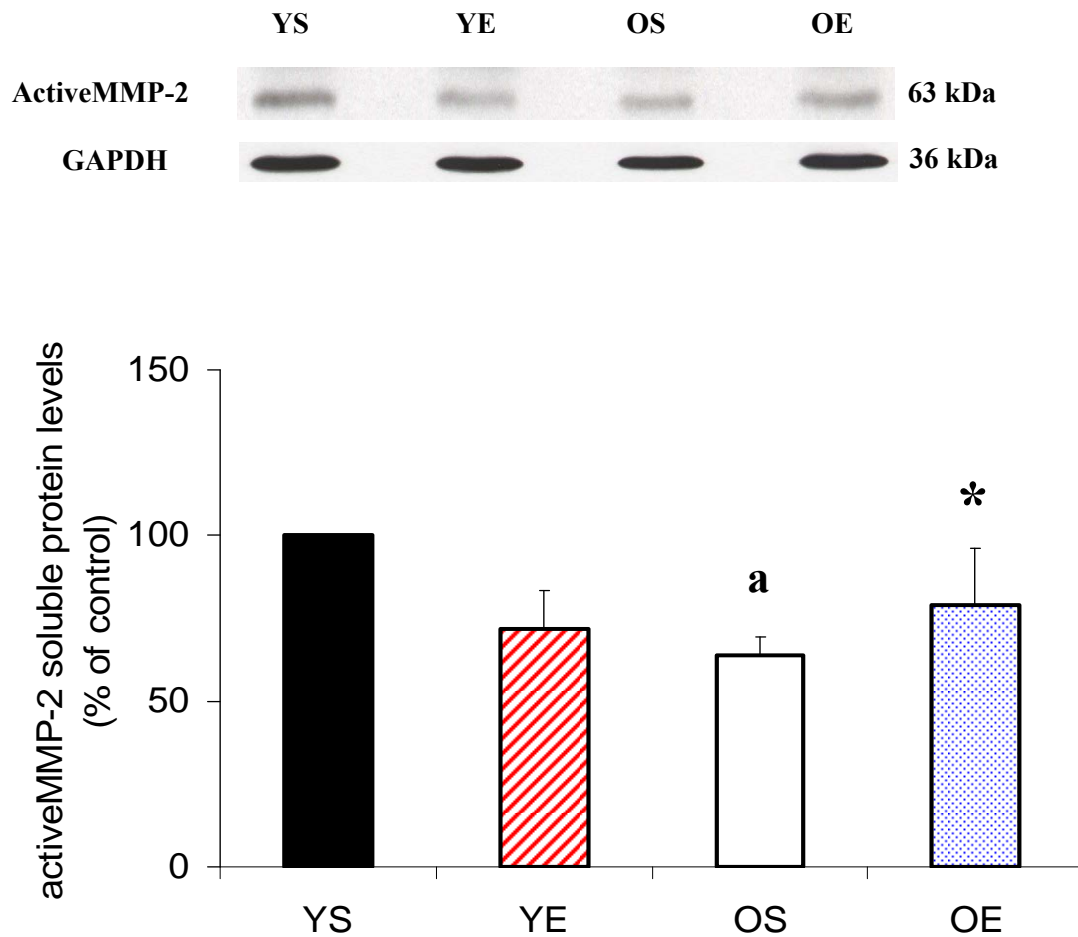 YS YE OS OE
ActiveMMP-2 63 kDa
GAPDH 36 kDa
activeMMP-2 soluble protein levels
(% of control)
150
100
50
0
a
*
YS YE OS OE